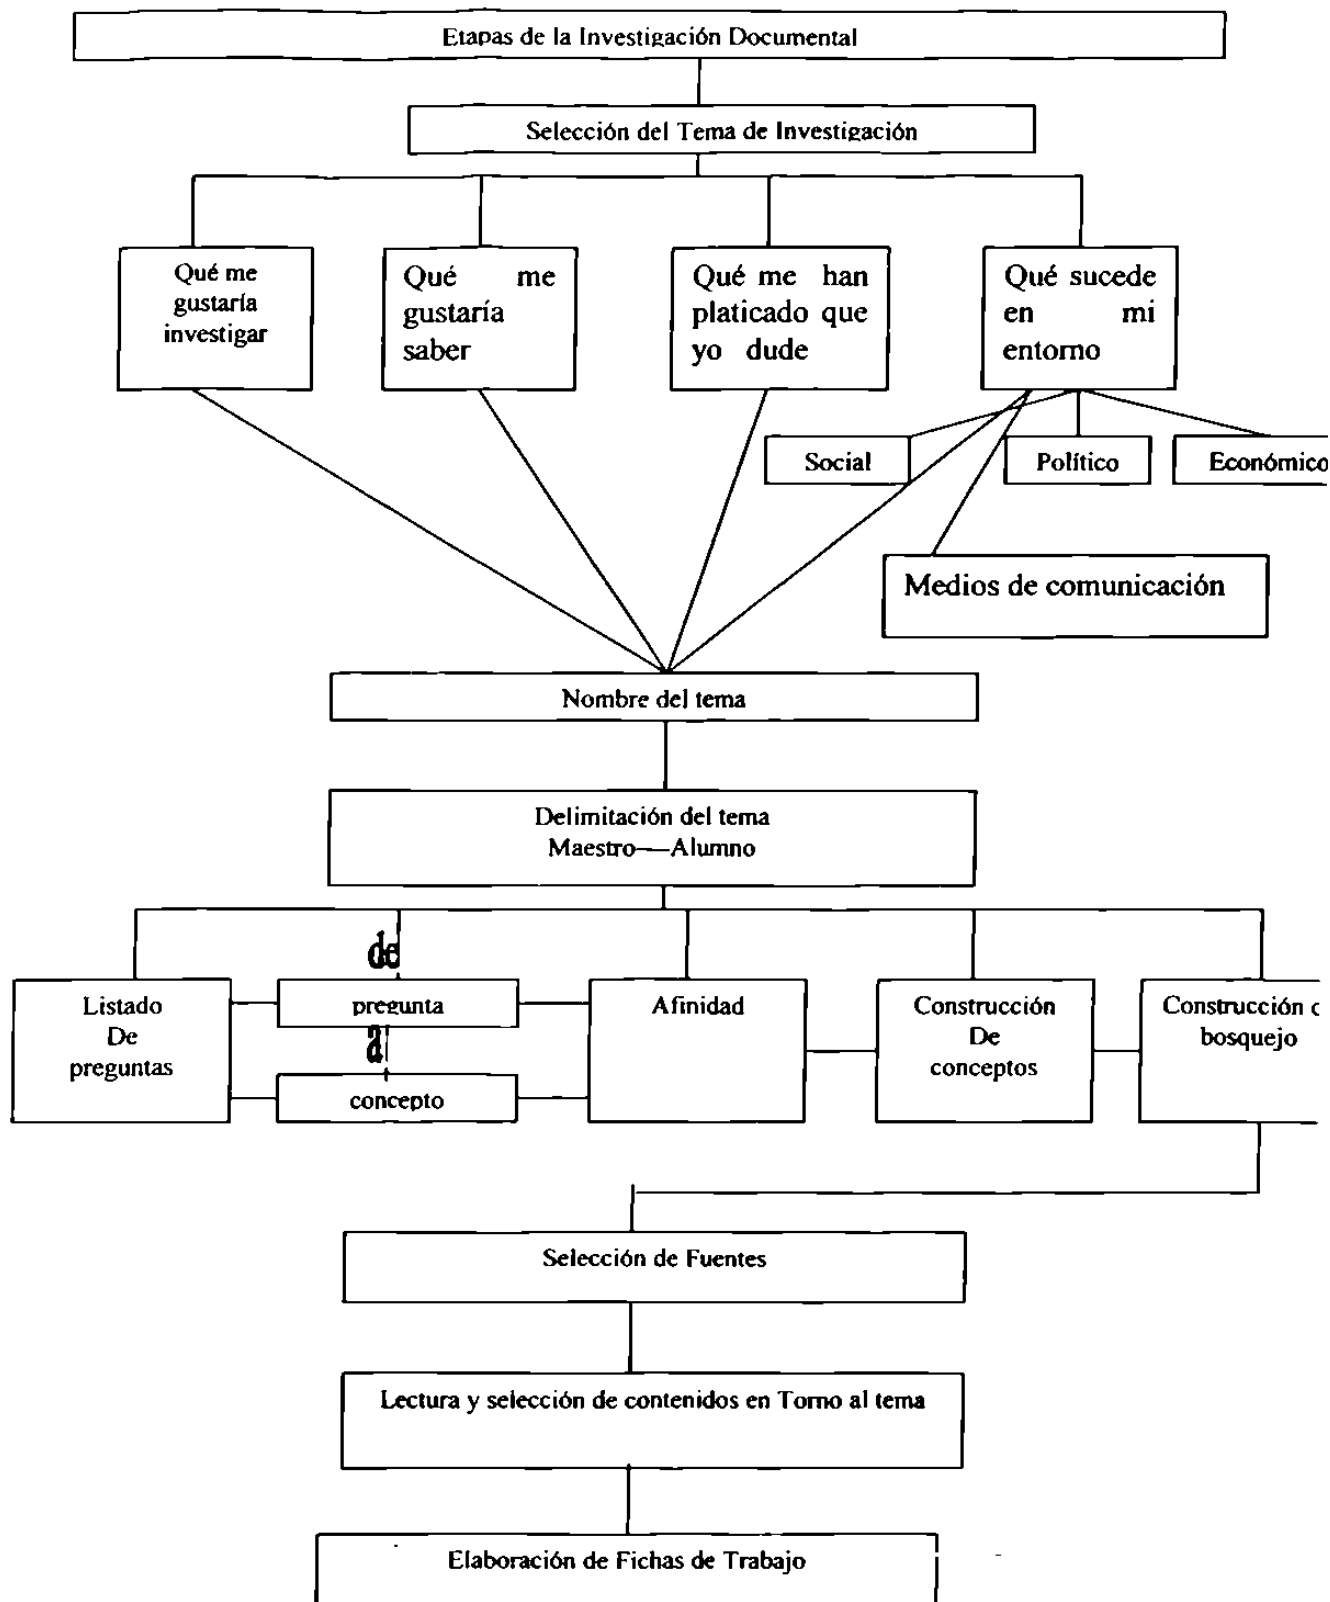 Etapas de la Investigación Documental
Selección del Tema de Investigación
Qué me
gustaría
investigar
Qué me
gustaría
saber
Qué me han
platicado que
yo dude
Qué sucede
en mi
entorno
Social
Político
Económico
Medios de comunicación
Nombre del tema
Delimitación del tema
Maestro—Alumno
Listado
De
preguntas
de
pregunta
a
concepto
Afinidad
Construcción
De
conceptos
Construcción
bosquejo
Selección de Fuentes
Lectura y selección de contenidos en Torno al tema
Elaboración de Fichas de Trabajo